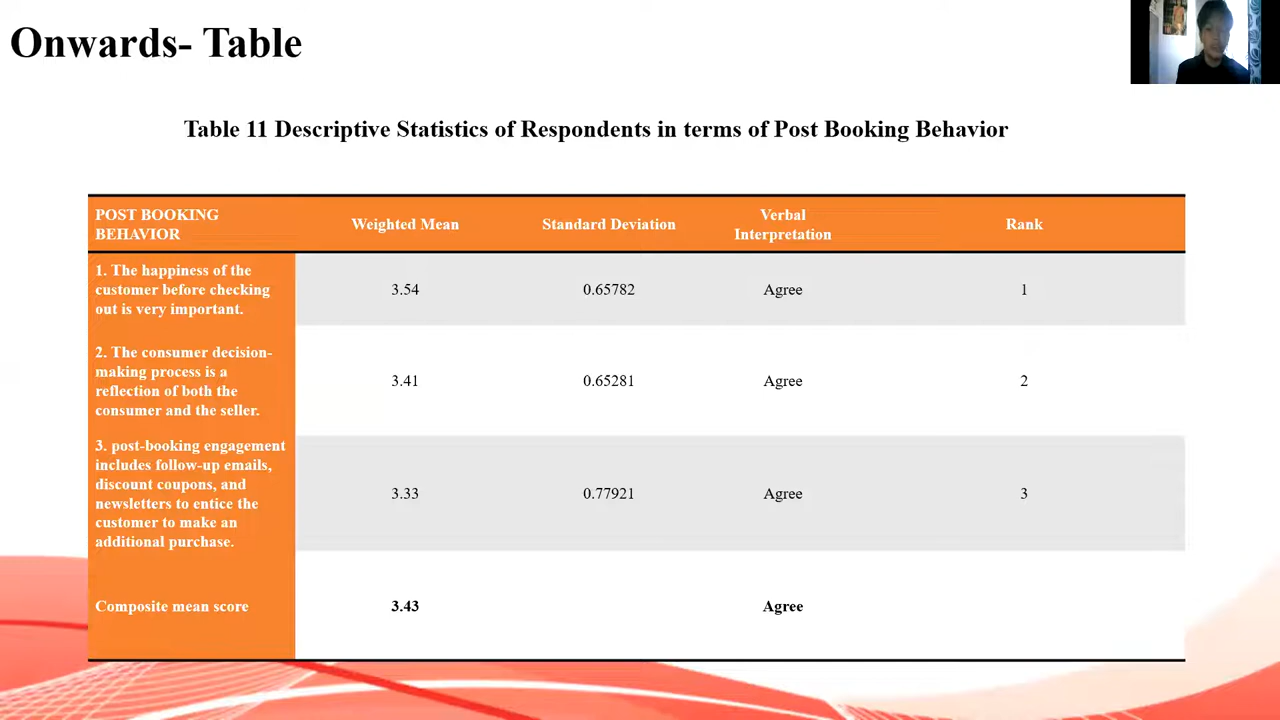 Onwards- Table
Table 11 Descriptive Statistics of Respondents in terms of Post Booking Behavior
POST BOOKING
BEHAVIOR
Weighted Mean
Standard Deviation
Verbal
Interpretation
Rank
1. The happiness of the
customer before checking
out is very important.
3.54
0.65782
Agree
1
2. The consumer decision-
making process is a
reflection of both the
consumer and the seller.
3.41
0.65281
Agree
2
3. post-booking engagement
includes follow-up emails,
discount coupons, and
newsletters to entice the
customer to make an
additional purchase.
3.33
0.77921
Agree
3
Composite mean score
3.43
Agree